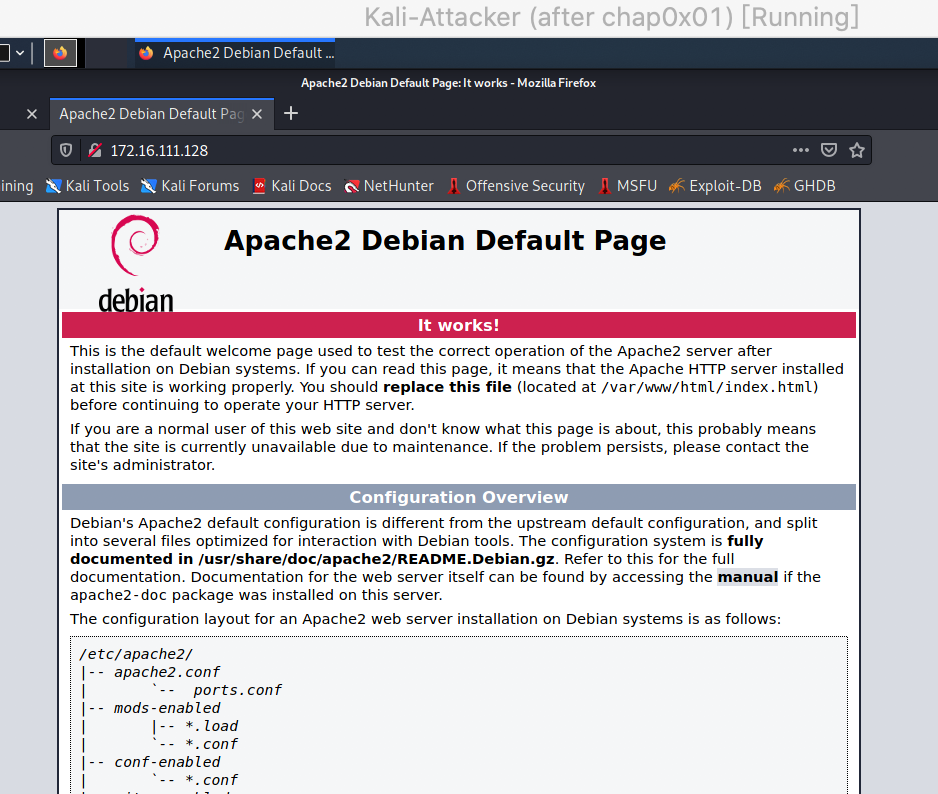 Kali-Attacker (after chap0x01) [Running]
Apache2 Debian Default ...
Apache2 Debian Default Page: It works - Mozilla Firefox
Apache2 Debian Default Pag
172.16.111.128
ining Kali Tools Kali Forums Kali Docs NetHunter Offensive Security MSFU Exploit-DB GHDB
debian
Apache2 Debian Default Page
It works!
This is the default welcome page used to test the correct operation of the Apache2 server after
installation on Debian systems. If you can read this page, it means that the Apache HTTP server installed
at this site is working properly. You should replace this file (located at /var/www/html/index.html)
before continuing to operate your HTTP server.
If you are a normal user of this web site and don't know what this page is about, this probably means
that the site is currently unavailable due to maintenance. If the problem persists, please contact the
site's administrator.
Configuration Overview
Debian's Apache2 default configuration is different from the upstream default configuration, and split
into several files optimized for interaction with Debian tools. The configuration system is fully
documented in /usr/share/doc/apache2/README.Debian.gz. Refer to this for the full
documentation. Documentation for the web server itself can be found by accessing the manual if the
apache2-doc package was installed on this server.
The configuration layout for an Apache2 web server installation on Debian systems is as follows:
/etc/apache2/
|-- apache2.conf
|       `--  ports.conf
|-- mods-enabled
|       |-- *.load
|       `-- *.conf
|-- conf-enabled
|       `-- *.conf